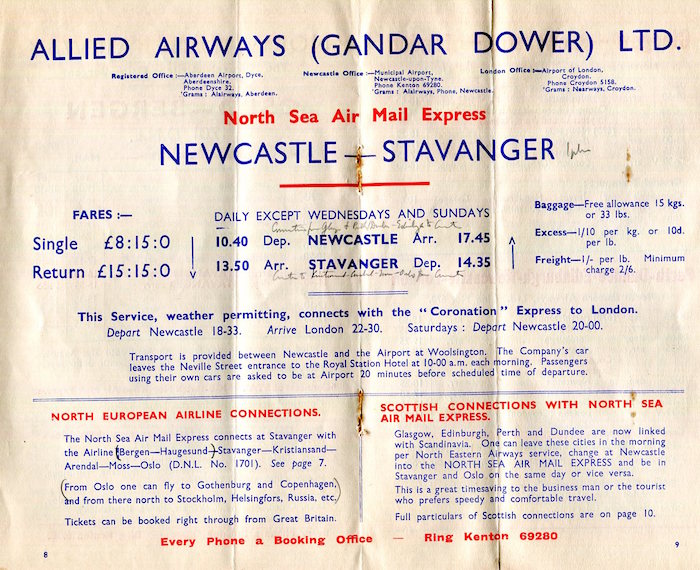 ALLIED AIRWAYS (GANDAR DOWER) LTD.
Registered Office :—Aberdeen Airport, Dyce,
Aberdeenshire.
Phone Dyce 32.
'Grams : Alairways, Aberdeen.
Newcastle Office :—Municipal Airport,
Newcastle-upon-Tyne.
Phone Kenton 69280.
'Grams : Alairways, Phone, Newcastle.
London Office :—Airport of London,
Croydon.
Phone Croydon 5158.
'Grams : Nearways, Croydon.
North Sea Air Mail Express
NEWCASTLE — STAVANGER
FARES :—
Single £8:15:0
Return £15:15:0
DAILY EXCEPT WEDNESDAYS AND SUNDAYS
10.40 Dep. NEWCASTLE Arr. 17.45
13.50 Arr. STAVANGER Dep. 14.35
Baggage—Free allowance 15 kgs.
or 33 lbs.
Excess—1/10 per kg. or 10d.
per lb.
Freight—1/- per lb. Minimum
charge 2/6.
This Service, weather permitting, connects with the "Coronation" Express to London.
Depart Newcastle 18-33. Arrive London 22-30. Saturdays : Depart Newcastle 20-00.
Transport is provided between Newcastle and the Airport at Woolsington. The Company's car
leaves the Neville Street entrance to the Royal Station Hotel at 10-00 a.m. each morning. Passengers
using their own cars are asked to be at Airport 20 minutes before scheduled time of departure.
NORTH EUROPEAN AIRLINE CONNECTIONS.
The North Sea Air Mail Express connects at Stavanger with
the Airline (Bergen—Haugesund)—Stavanger—Kristiansand—
Arendal—Moss—Oslo (D.N.L. No. 1701). See page 7.
(From Oslo one can fly to Gothenburg and Copenhagen,
and from there north to Stockholm, Helsingfors, Russia, etc.)
Tickets can be booked right through from Great Britain.
SCOTTISH CONNECTIONS WITH NORTH SEA
AIR MAIL EXPRESS.
Glasgow, Edinburgh, Perth and Dundee are now linked
with Scandinavia. One can leave these cities in the morning
per North Eastern Airways service, change at Newcastle
into the NORTH SEA AIR MAIL EXPRESS and be in
Stavanger and Oslo on the same day or vice versa.
This is a great timesaving to the business man or the tourist
who prefers speedy and comfortable travel.
Full particulars of Scottish connections are on page 10.
Every Phone a Booking Office — Ring Kenton 69280
8
9